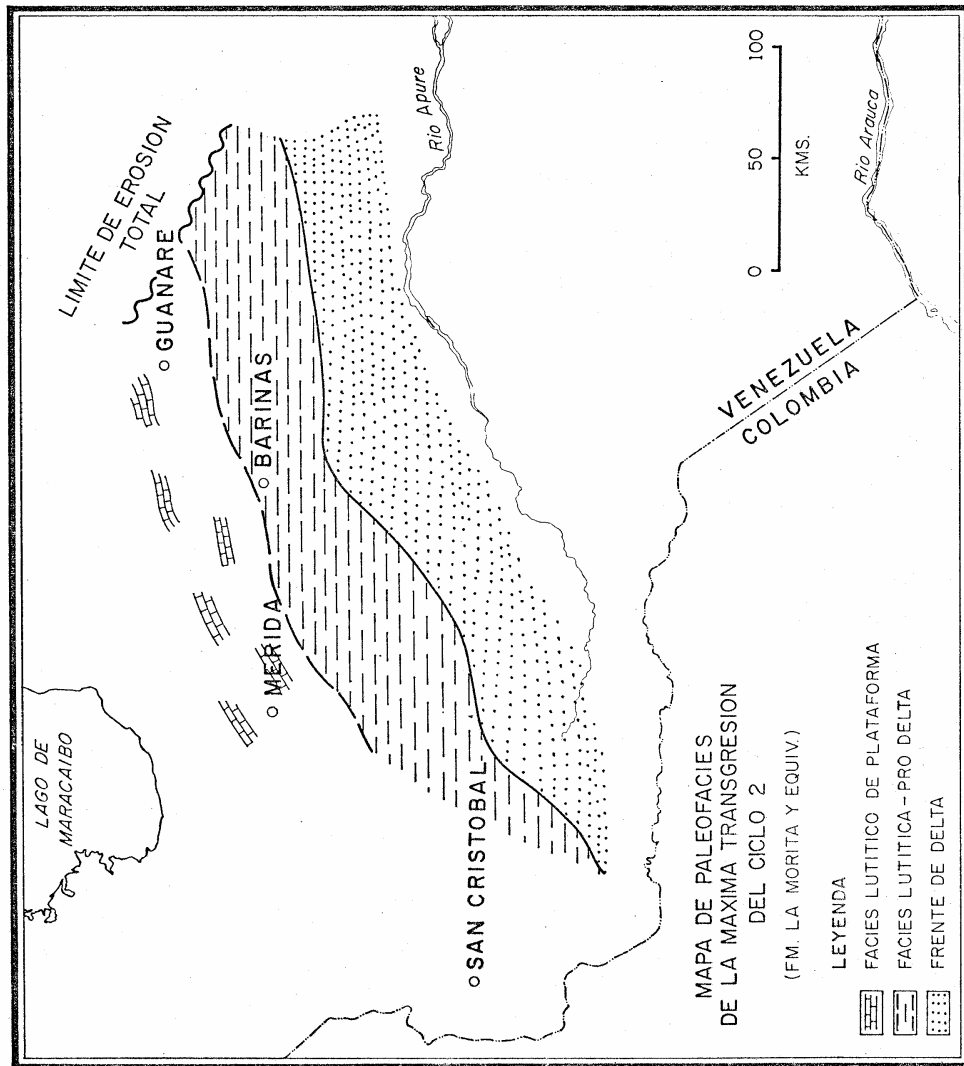 LAGO DE
MARACAIBO
LIMITE DE EROSION
TOTAL
GUANARE
BARINAS
MERIDA
SAN CRISTOBAL
Rio Apure
Rio Arauca
VENEZUELA
COLOMBIA
0 50 100
KMS.
MAPA DE PALEOFACIES
DE LA MAXIMA TRANSGRESION
DEL CICLO 2
(FM. LA MORITA Y EQUIV.)
LEYENDA
FACIES LUTITICO DE PLATAFORMA
FACIES LUTITICA-PRO DELTA
FRENTE DE DELTA